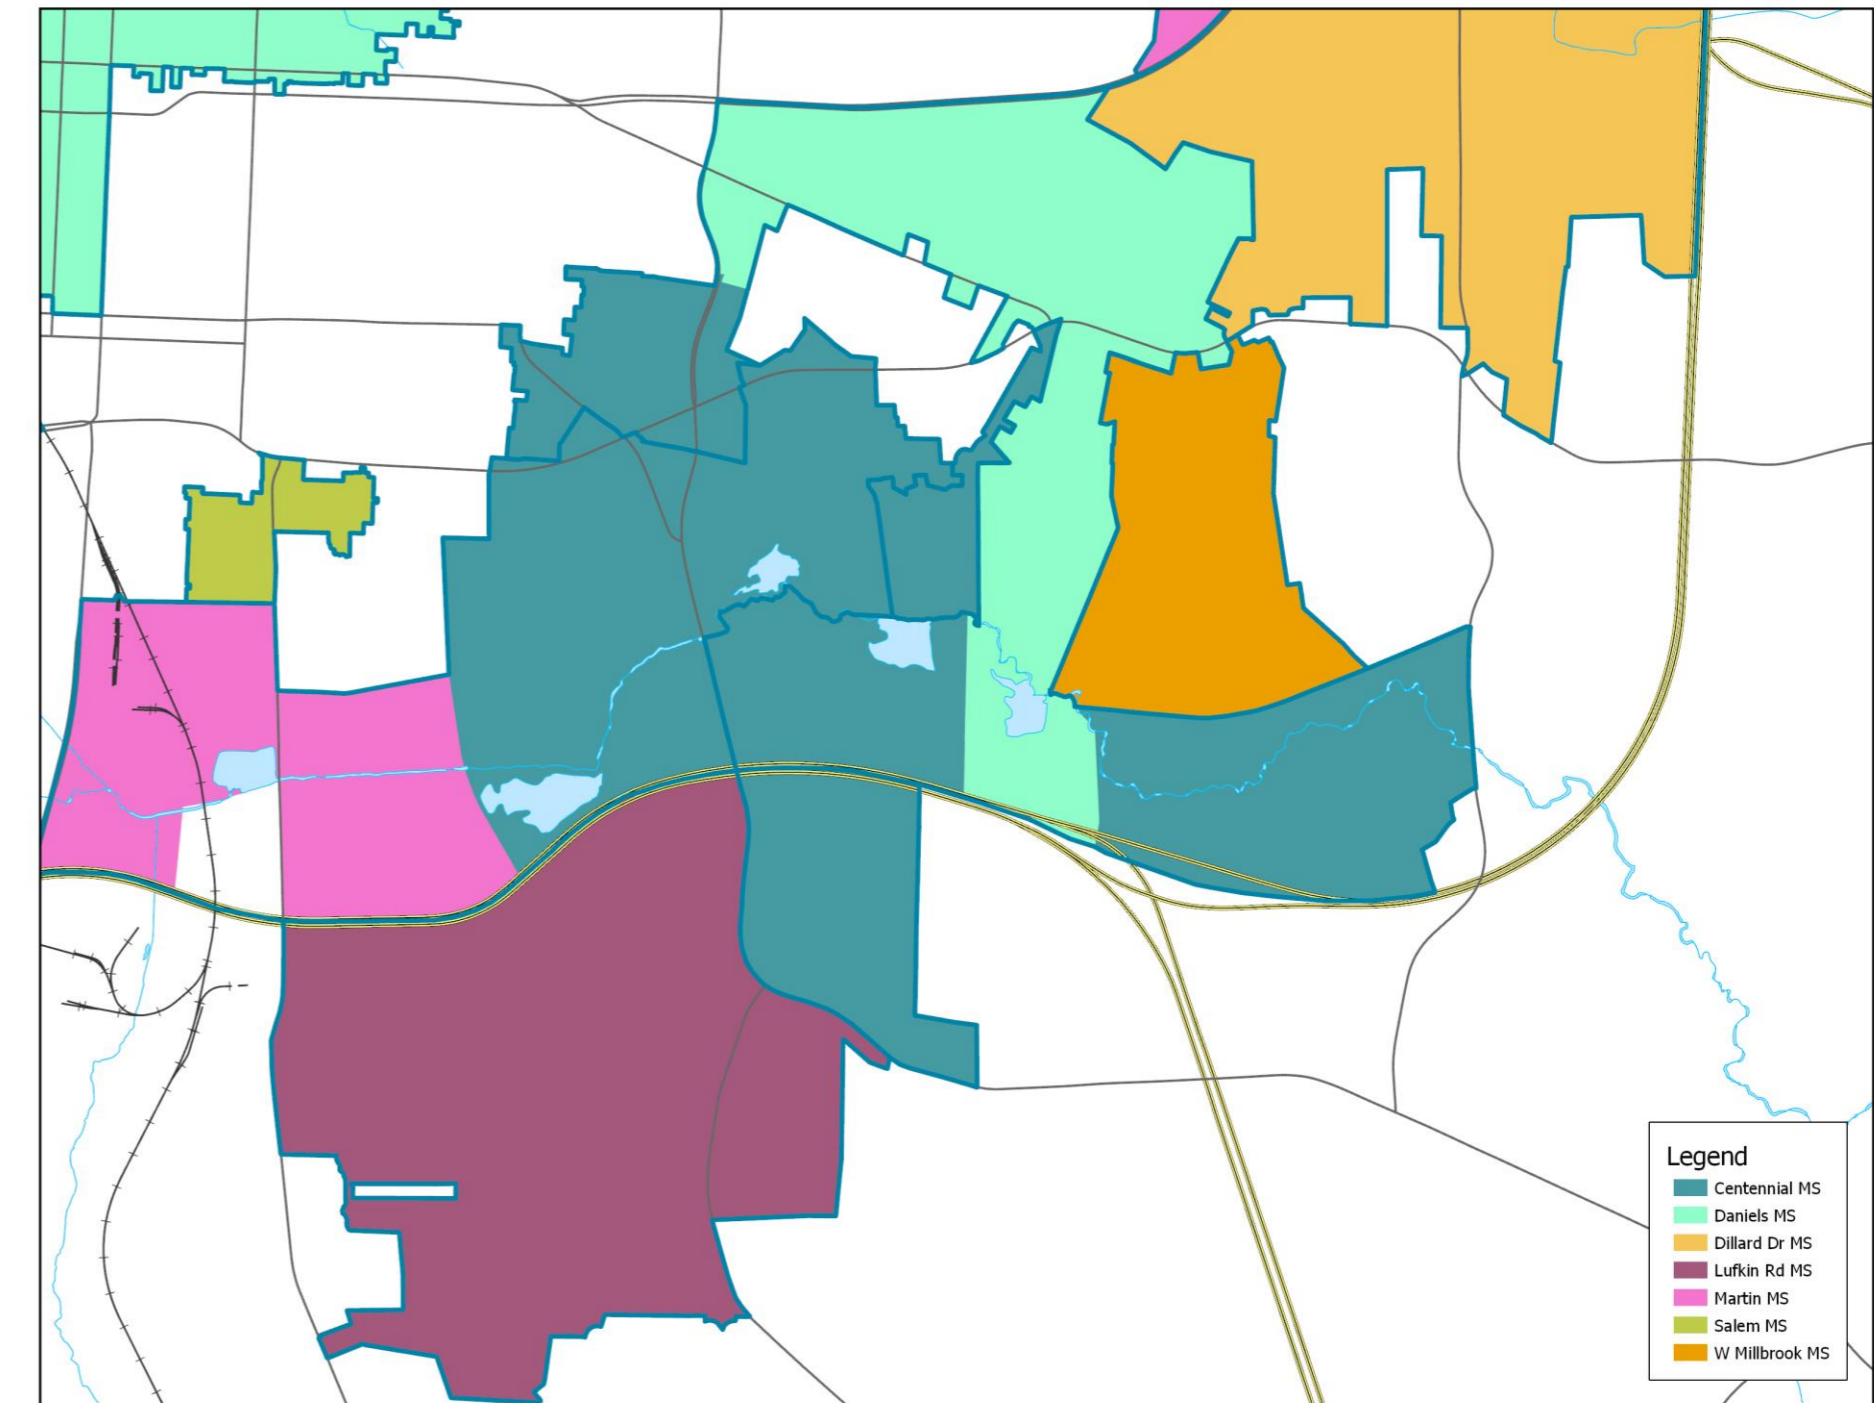 Legend
Centennial MS
Daniels MS
Dillard Dr MS
Lufkin Rd MS
Martin MS
Salem MS
W Millbrook MS